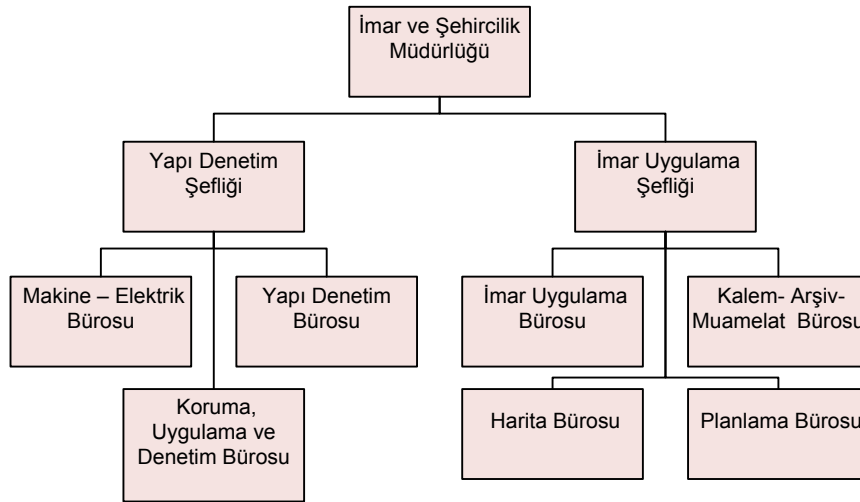 İmar ve Şehircilik
Müdürlüğü
Yapı Denetim
Şefliği
İmar Uygulama
Şefliği
Makine – Elektrik
Bürosu
Yapı Denetim
Bürosu
İmar Uygulama
Bürosu
Kalem- Arşiv-
Muamelat Bürosu
Koruma,
Uygulama ve
Denetim Bürosu
Harita Bürosu
Planlama Bürosu